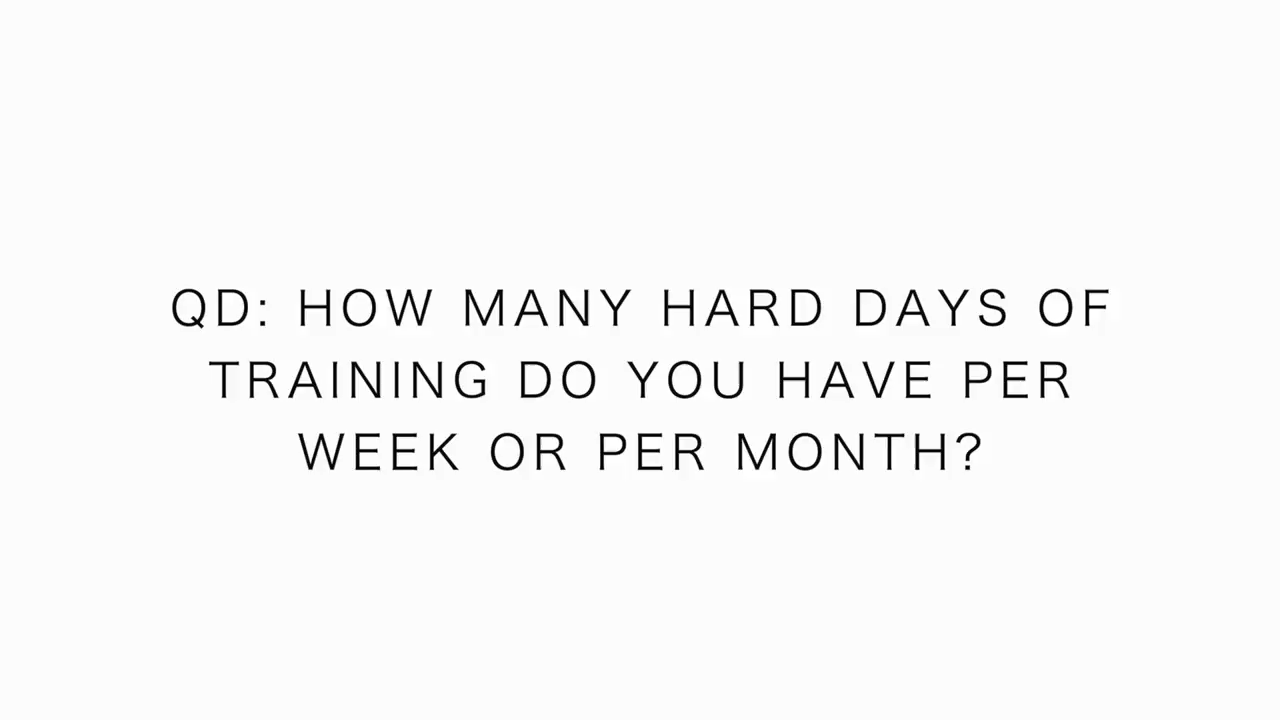 QD: HOW MANY HARD DAYS OF
TRAINING DO YOU HAVE PER
WEEK OR PER MONTH?